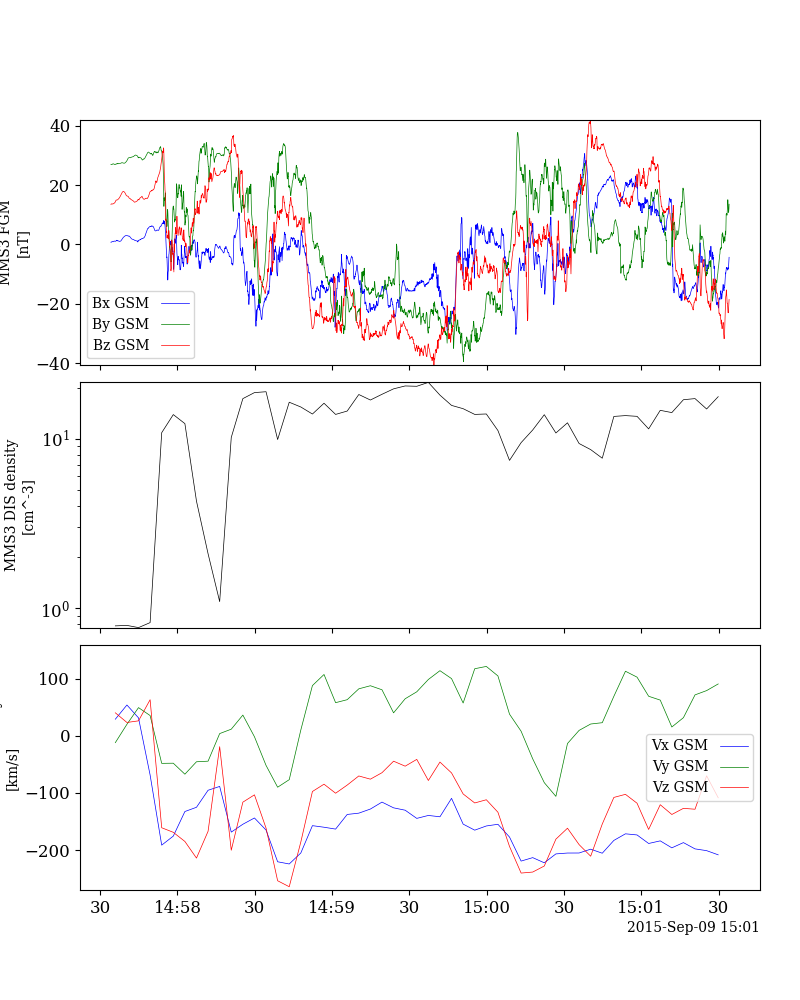 40
20
0
−20
−40
MMS3 FGM
[nT]
Bx GSM
By GSM
Bz GSM
10^1
10^0
MMS3 DIS density
[cm^-3]
100
0
−100
−200
[km/s]
Vx GSM
Vy GSM
Vz GSM
30 14:58 30 14:59 30 15:00 30 15:01 30
2015-Sep-09 15:01